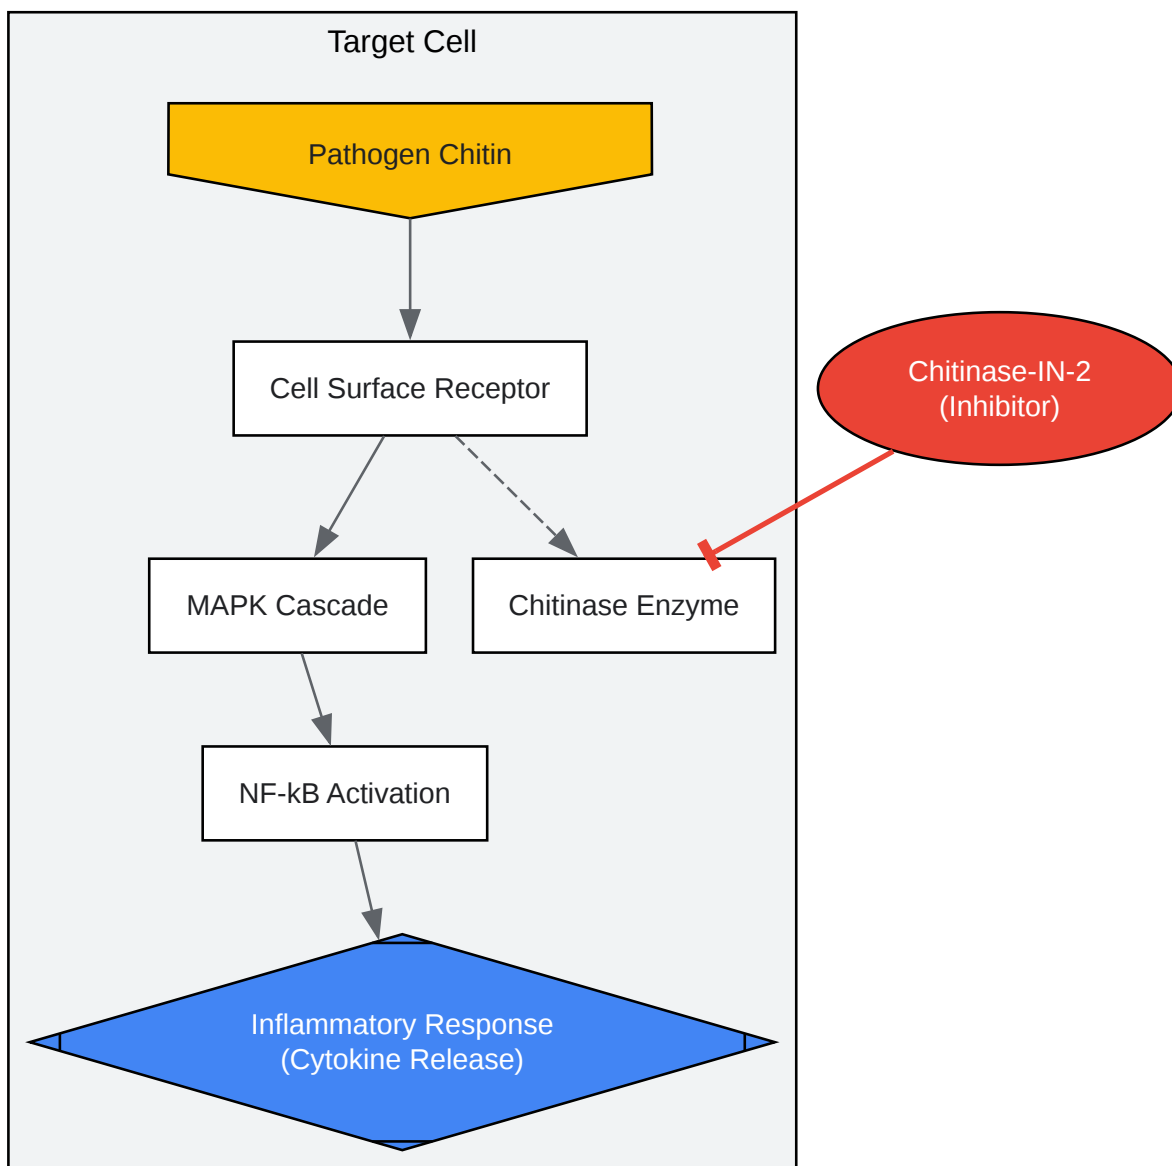 Target Cell
Pathogen Chitin
Cell Surface Receptor
Chitinase-IN-2
(Inhibitor)
MAPK Cascade
Chitinase Enzyme
NF-kB Activation
Inflammatory Response
(Cytokine Release)